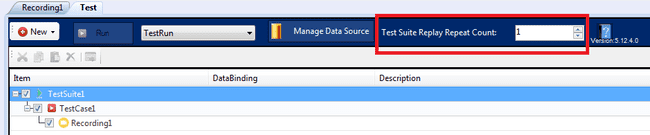 Recording1 Test
New Run TestRun Manage Data Source Test Suite Replay Repeat Count: 1 Version:5.12.4.0
Item DataBinding Description
TestSuite1
TestCase1
Recording1